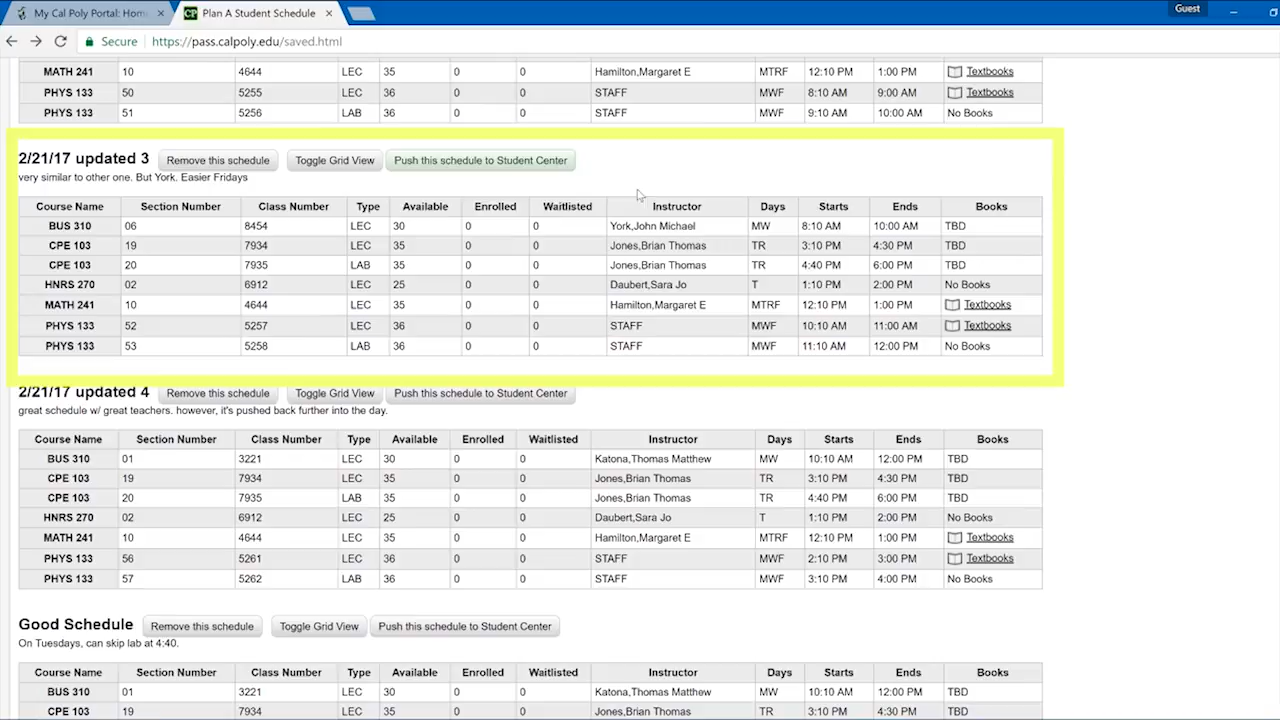 My Cal Poly Portal: Hom
Plan A Student Schedule
Guest
Secure https://pass.calpoly.edu/saved.html
MATH 241 10 4644 LEC 35 0 0 Hamilton,Margaret E MTRF 12:10 PM 1:00 PM Textbooks
PHYS 133 50 5255 LEC 36 0 0 STAFF MWF 8:10 AM 9:00 AM Textbooks
PHYS 133 51 5256 LAB 36 0 0 STAFF MWF 9:10 AM 10:00 AM No Books
2/21/17 updated 3 Remove this schedule Toggle Grid View Push this schedule to Student Center
very similar to other one. But York. Easier Fridays
Course Name Section Number Class Number Type Available Enrolled Waitlisted Instructor Days Starts Ends Books
BUS 310 06 8454 LEC 30 0 0 York,John Michael MW 8:10 AM 10:00 AM TBD
CPE 103 19 7934 LEC 35 0 0 Jones,Brian Thomas TR 3:10 PM 4:30 PM TBD
CPE 103 20 7935 LAB 35 0 0 Jones,Brian Thomas TR 4:40 PM 6:00 PM TBD
HNRS 270 02 6912 LEC 25 0 0 Daubert,Sara Jo T 1:10 PM 2:00 PM No Books
MATH 241 10 4644 LEC 35 0 0 Hamilton,Margaret E MTRF 12:10 PM 1:00 PM Textbooks
PHYS 133 52 5257 LEC 36 0 0 STAFF MWF 10:10 AM 11:00 AM Textbooks
PHYS 133 53 5258 LAB 36 0 0 STAFF MWF 11:10 AM 12:00 PM No Books
2/21/17 updated 4 Remove this schedule Toggle Grid View Push this schedule to Student Center
great schedule w/ great teachers. however, it's pushed back further into the day.
Course Name Section Number Class Number Type Available Enrolled Waitlisted Instructor Days Starts Ends Books
BUS 310 01 3221 LEC 30 0 0 Katona,Thomas Matthew MW 10:10 AM 12:00 PM TBD
CPE 103 19 7934 LEC 35 0 0 Jones,Brian Thomas TR 3:10 PM 4:30 PM TBD
CPE 103 20 7935 LAB 35 0 0 Jones,Brian Thomas TR 4:40 PM 6:00 PM TBD
HNRS 270 02 6912 LEC 25 0 0 Daubert,Sara Jo T 1:10 PM 2:00 PM No Books
MATH 241 10 4644 LEC 35 0 0 Hamilton,Margaret E MTRF 12:10 PM 1:00 PM Textbooks
PHYS 133 56 5261 LEC 36 0 0 STAFF MWF 2:10 PM 3:00 PM Textbooks
PHYS 133 57 5262 LAB 36 0 0 STAFF MWF 3:10 PM 4:00 PM No Books
Good Schedule Remove this schedule Toggle Grid View Push this schedule to Student Center
On Tuesdays, can skip lab at 4:40.
Course Name Section Number Class Number Type Available Enrolled Waitlisted Instructor Days Starts Ends Books
BUS 310 01 3221 LEC 30 0 0 Katona,Thomas Matthew MW 10:10 AM 12:00 PM TBD
CPE 103 19 7934 LEC 35 0 0 Jones,Brian Thomas TR 3:10 PM 4:30 PM TBD